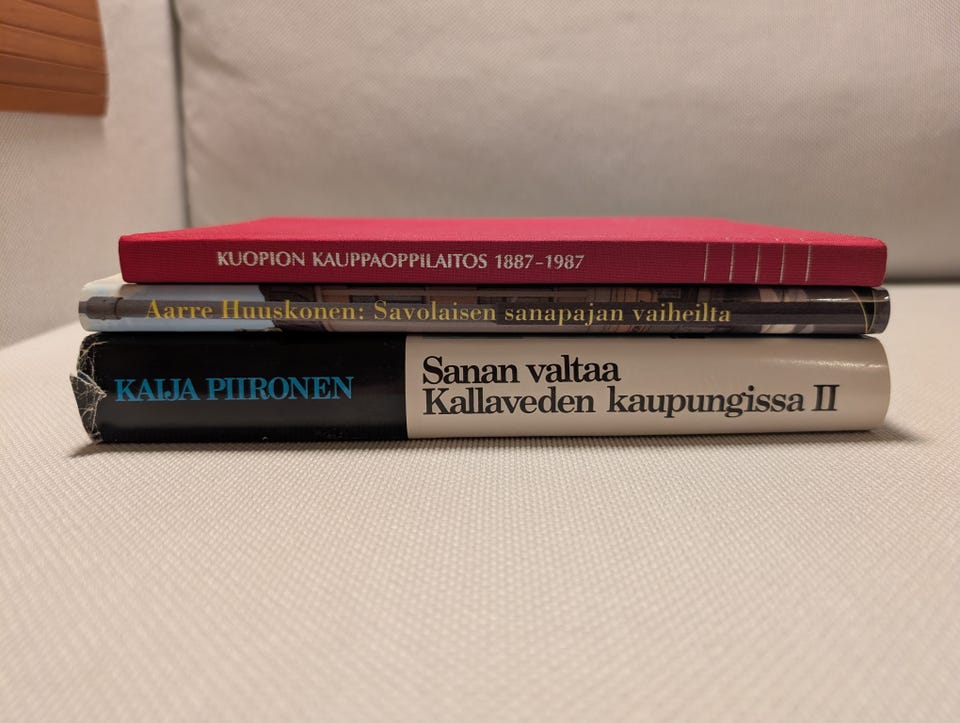 KUOPION KAUPPAOPPILAITOS 1887-1987
Aarre Huuskonen: Savolaisen sanapajan vaiheilta
KAIJA PIIRONEN
Sanan valtaa
Kallaveden kaupungissa II